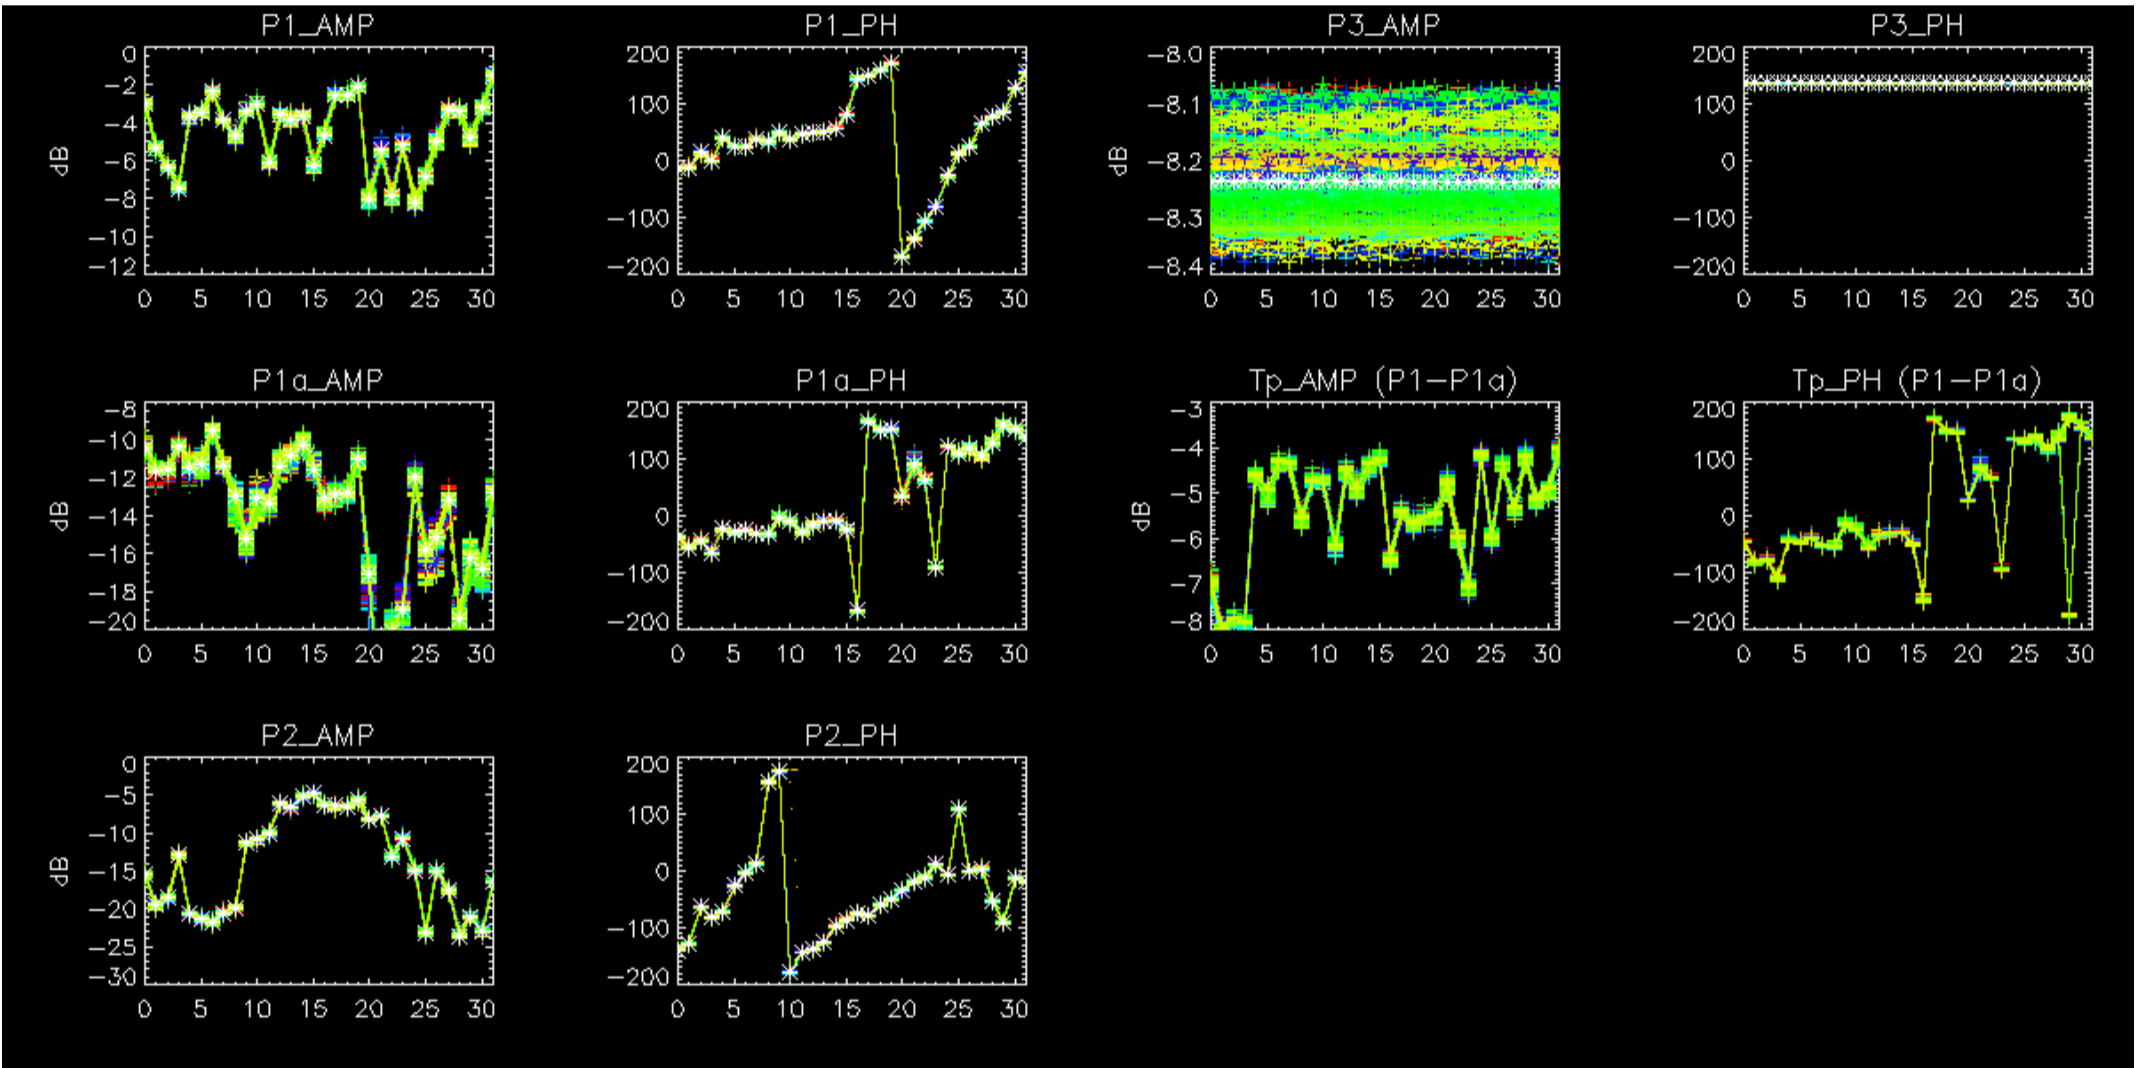 P1_AMP
0
−2
−4
−6
−8
−10
−12
dB
0 5 10 15 20 25 30
P1_PH
200
100
0
−100
−200
0 5 10 15 20 25 30
P3_AMP
−8.0
−8.1
−8.2
−8.3
−8.4
dB
0 5 10 15 20 25 30
P3_PH
200
100
0
−100
−200
0 5 10 15 20 25 30
P1a_AMP
−8
−10
−12
−14
−16
−18
−20
dB
0 5 10 15 20 25 30
P1a_PH
200
100
0
−100
−200
0 5 10 15 20 25 30
Tp_AMP (P1−P1a)
−3
−4
−5
−6
−7
−8
dB
0 5 10 15 20 25 30
Tp_PH (P1−P1a)
200
100
0
−100
−200
0 5 10 15 20 25 30
P2_AMP
0
−5
−10
−15
−20
−25
−30
dB
0 5 10 15 20 25 30
P2_PH
200
100
0
−100
−200
0 5 10 15 20 25 30